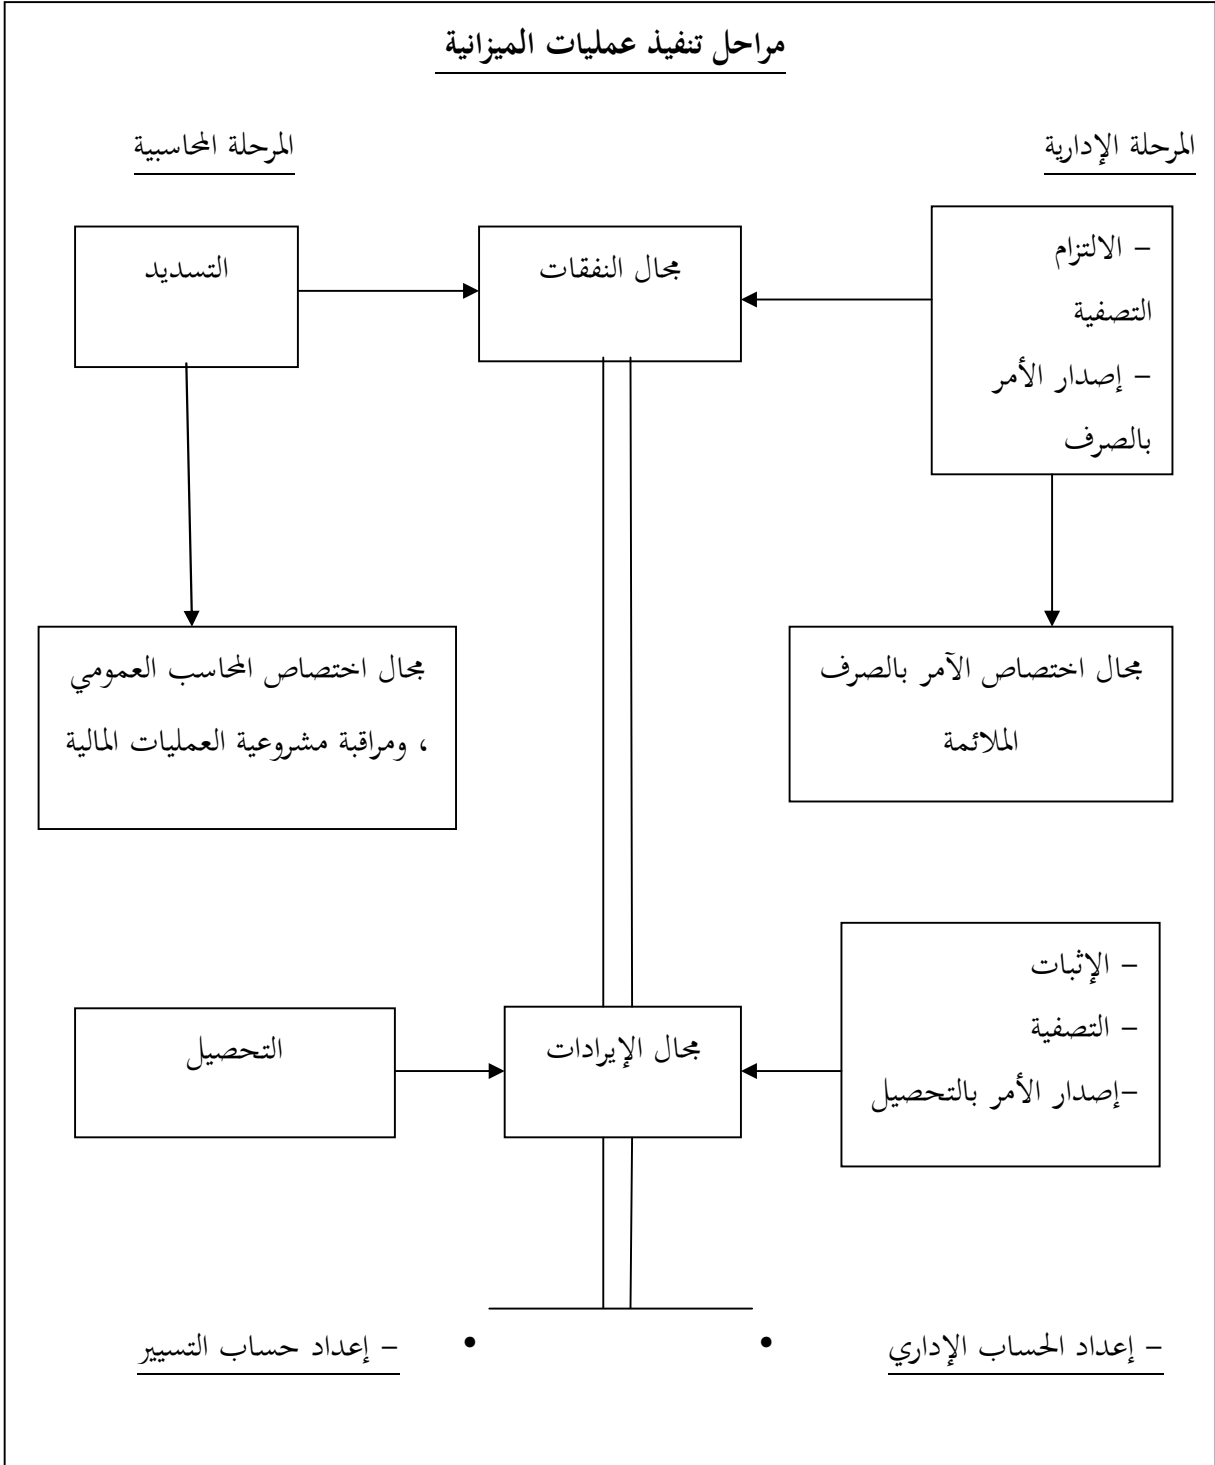 مراحل تنفيذ عمليات الميزانية
المرحلة الإدارية
المرحلة المحاسبية
– الالتزام
التصفية
– إصدار الأمر
بالصرف
مجال النفقات
التسديد
مجال اختصاص الآمر بالصرف
الملائمة
مجال اختصاص المحاسب العمومي
، ومراقبة مشروعية العمليات المالية
– الإثبات
– التصفية
–إصدار الأمر بالتحصيل
مجال الإيرادات
التحصيل
– إعداد الحساب الإداري •
– إعداد حساب التسيير •